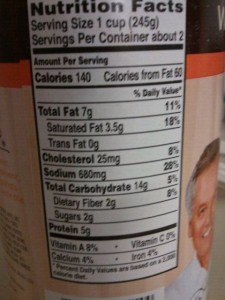 Nutrition Facts
Serving Size 1 cup (245g)
Servings Per Container about 2
Amount Per Serving
Calories 140 Calories from Fat 60
% Daily Value*
Total Fat 7g 11%
Saturated Fat 3.5g 18%
Trans Fat 0g
Cholesterol 25mg 8%
Sodium 680mg 28%
Total Carbohydrate 14g 5%
Dietary Fiber 2g 8%
Sugars 2g
Protein 5g
Vitamin A 8% • Vitamin C 0%
Calcium 4% • Iron 4%
*Percent Daily Values are based on a 2,000
calorie diet.